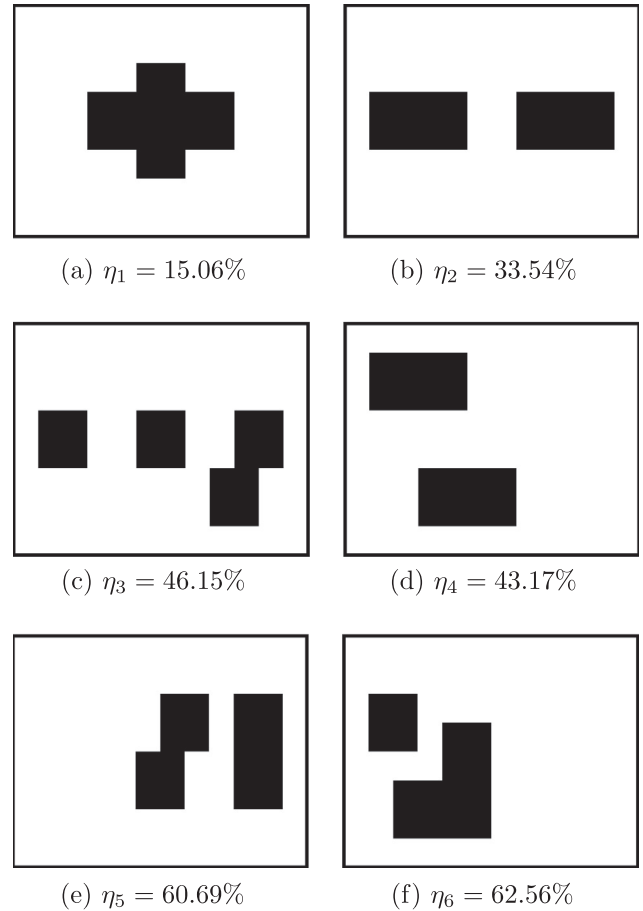 (a) η₁ = 15.06%
(b) η₂ = 33.54%
(c) η₃ = 46.15%
(d) η₄ = 43.17%
(e) η₅ = 60.69%
(f) η₆ = 62.56%